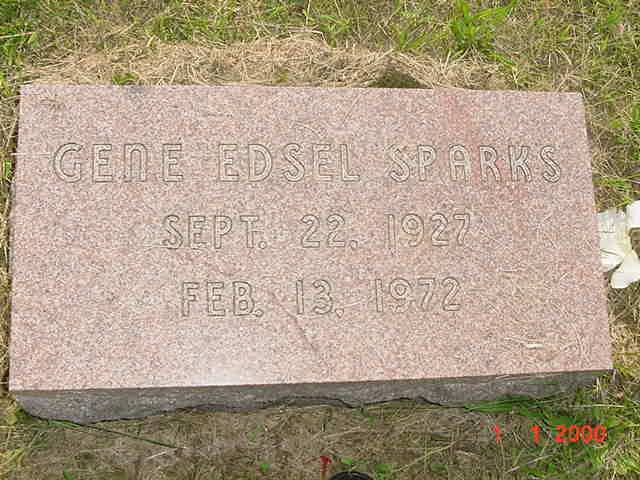 GENE EDSEL SPARKS
SEPT. 22, 1927
FEB. 13, 1972
1 1 2000